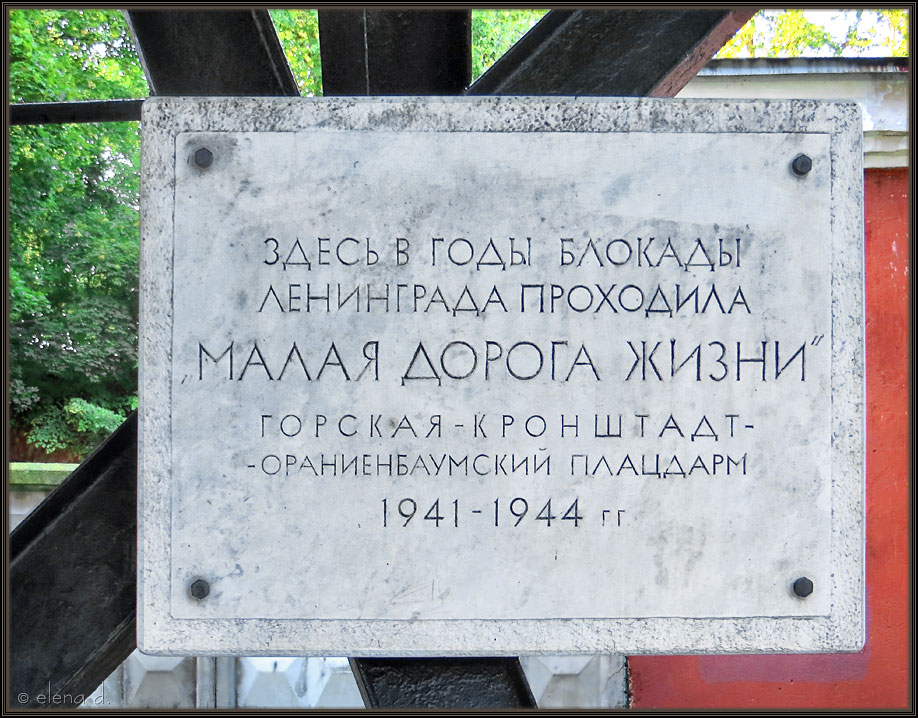 ЗДЕСЬ В ГОДЫ БЛОКАДЫ
ЛЕНИНГРАДА ПРОХОДИЛА
„МАЛАЯ ДОРОГА ЖИЗНИ“
ГОРСКАЯ-КРОНШТАДТ-
-ОРАНИЕНБАУМСКИЙ ПЛАЦДАРМ
1941-1944 гг
© elena d.